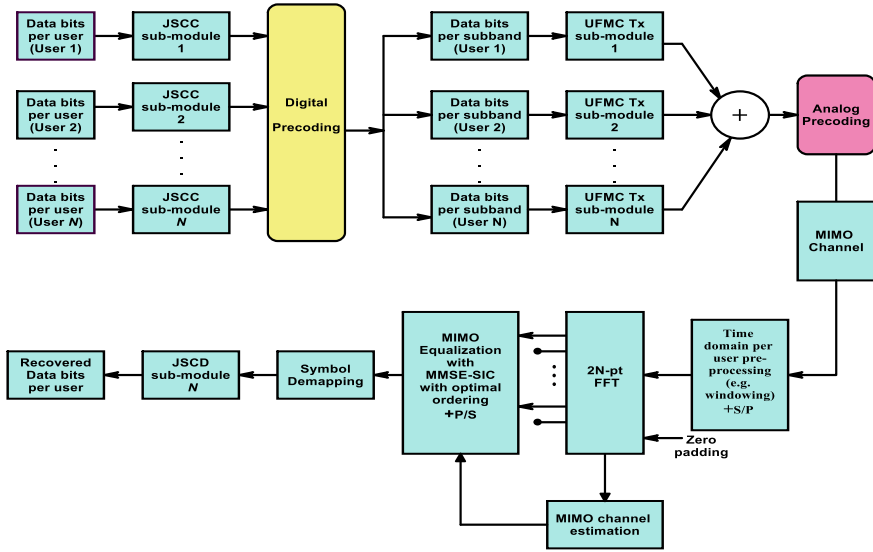 Data bits
per user
(User 1)
JSCC
sub-module
1
Data bits
per user
(User 2)
JSCC
sub-module
2
Data bits
per user
(User N)
JSCC
sub-module
N
Digital
Precoding
Data bits
per subband
(User 1)
UFMC Tx
sub-module
1
Data bits
per subband
(User 2)
UFMC Tx
sub-module
2
Data bits
per subband
(User N)
UFMC Tx
sub-module
N
+
Analog
Precoding
MIMO
Channel
Time
domain per
user pre-
processing
(e.g.
windowing)
+S/P
2N-pt
FFT
Zero
padding
MIMO channel
estimation
MIMO
Equalization
with
MMSE-SIC
with optimal
ordering
+P/S
Symbol
Demapping
JSCD
sub-module
N
Recovered
Data bits
per user